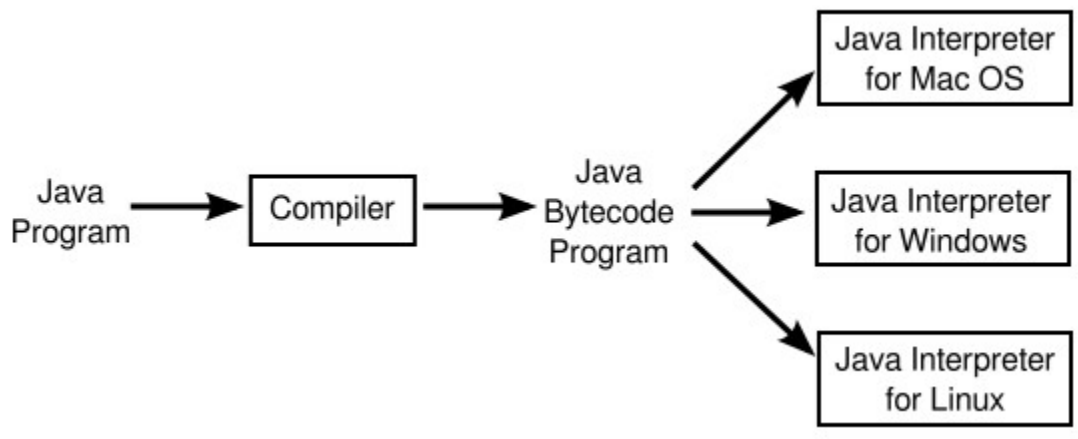 Java
Program
Compiler
Java
Bytecode
Program
Java Interpreter
for Mac OS
Java Interpreter
for Windows
Java Interpreter
for Linux